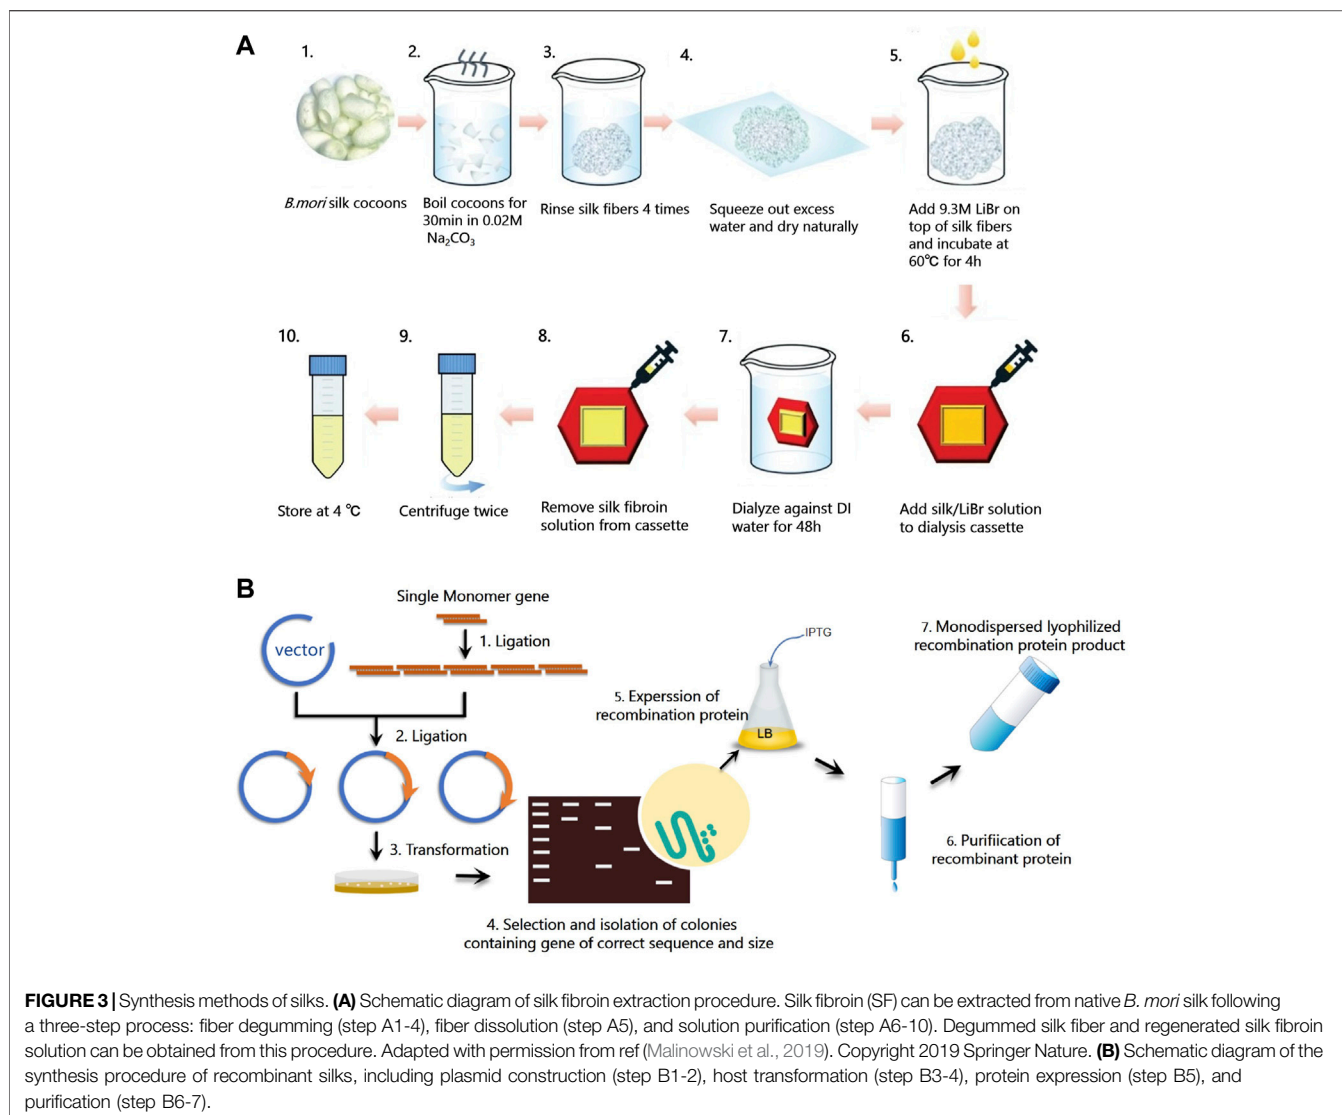 A
1.
2.
3.
4.
5.
B.mori silk cocoons
Boil cocoons for
30min in 0.02M
Na₂CO₃
Rinse silk fibers 4 times
Squeeze out excess
water and dry naturally
Add 9.3M LiBr on
top of silk fibers
and incubate at
60℃ for 4h
10.
9.
8.
7.
6.
Store at 4 ℃
Centrifuge twice
Remove silk fibroin
solution from cassette
Dialyze against DI
water for 48h
Add silk/LiBr solution
to dialysis cassette
B
Single Monomer gene
vector
1. Ligation
2. Ligation
3. Transformation
4. Selection and isolation of colonies
containing gene of correct sequence and size
5. Experssion of
recombination protein
IPTG
LB
6. Purifiication of
recombinant protein
7. Monodispersed lyophilized
recombination protein product
FIGURE 3 | Synthesis methods of silks. (A) Schematic diagram of silk fibroin extraction procedure. Silk fibroin (SF) can be extracted from native B. mori silk following
a three-step process: fiber degumming (step A1-4), fiber dissolution (step A5), and solution purification (step A6-10). Degummed silk fiber and regenerated silk fibroin
solution can be obtained from this procedure. Adapted with permission from ref (Malinowski et al., 2019). Copyright 2019 Springer Nature. (B) Schematic diagram of the
synthesis procedure of recombinant silks, including plasmid construction (step B1-2), host transformation (step B3-4), protein expression (step B5), and
purification (step B6-7).